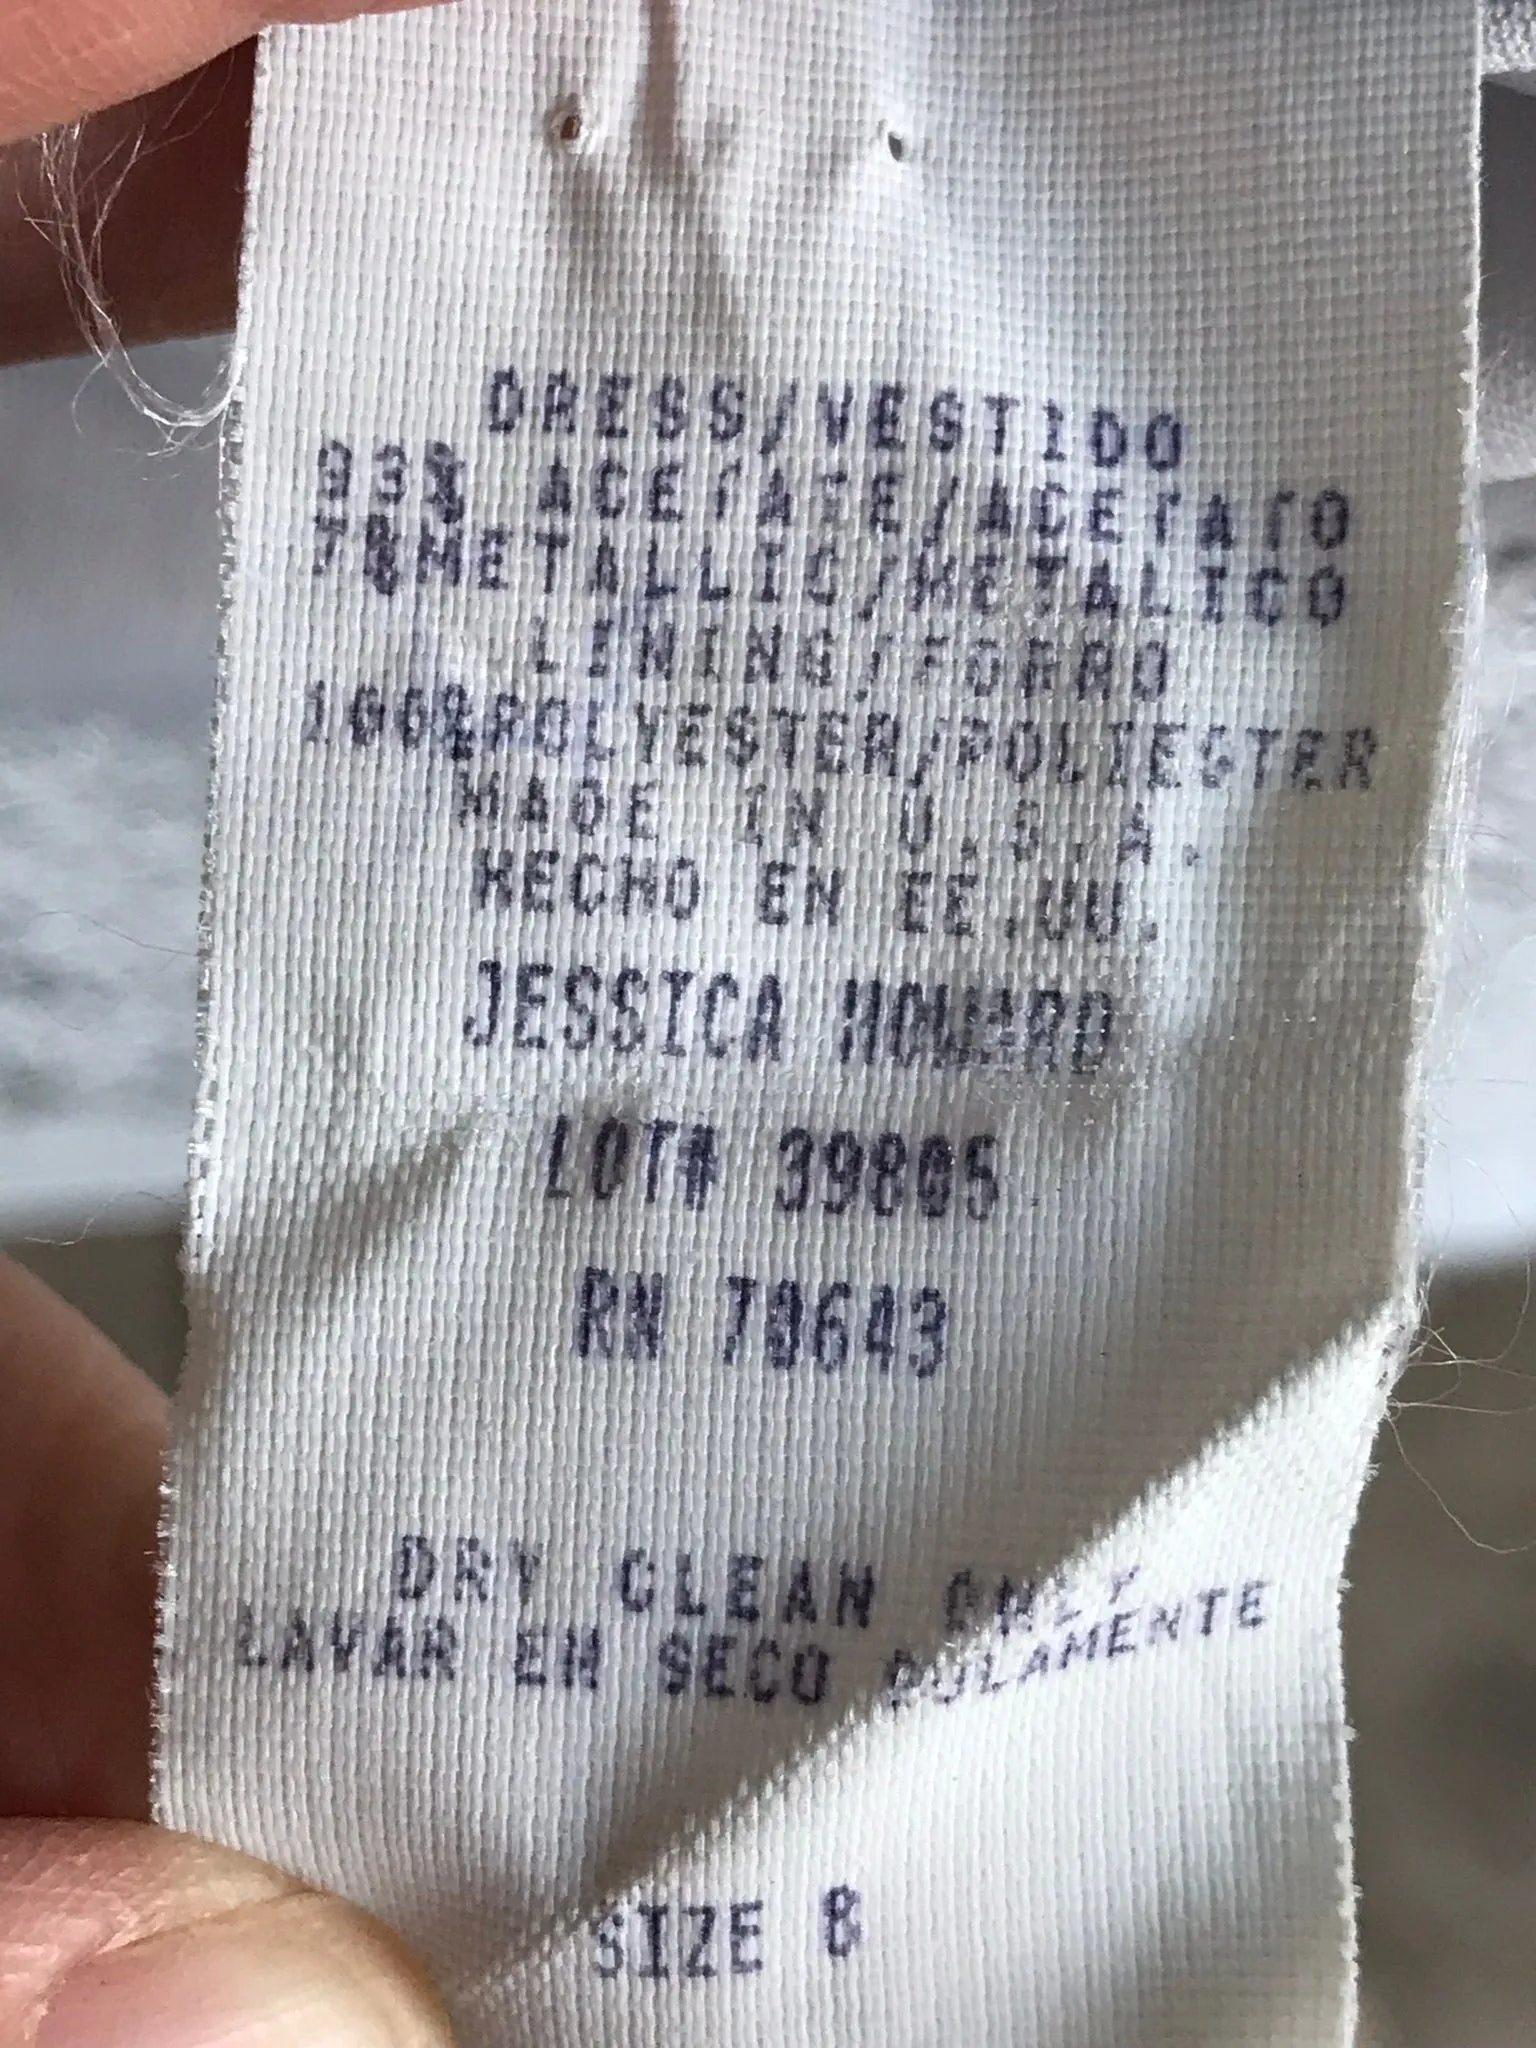 DRESS/VESTIDO
93% ACETATE/ACETATO
7%METALLIC/METALICO
LINING/FORRO
100%POLYESTER/POLIESTER
MADE IN U.S.A.
HECHO EN EE.UU.
JESSICA HOWARD
LOT# 39805
RN 70643
DRY CLEAN ONLY
LAVAR EN SECO SOLAMENTE
SIZE 8